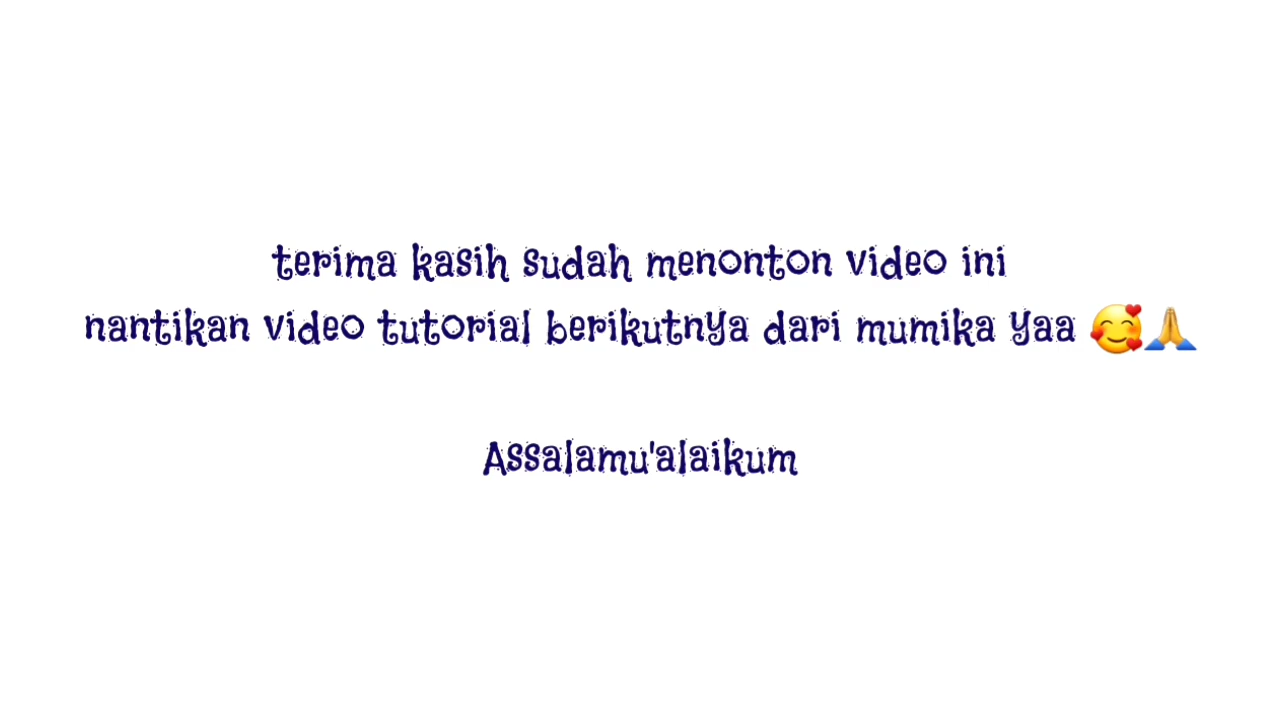 terima kasih sudah menonton video ini
nantikan video tutorial berikutnya dari mumika yaa 🥰🙏
Assalamu'alaikum